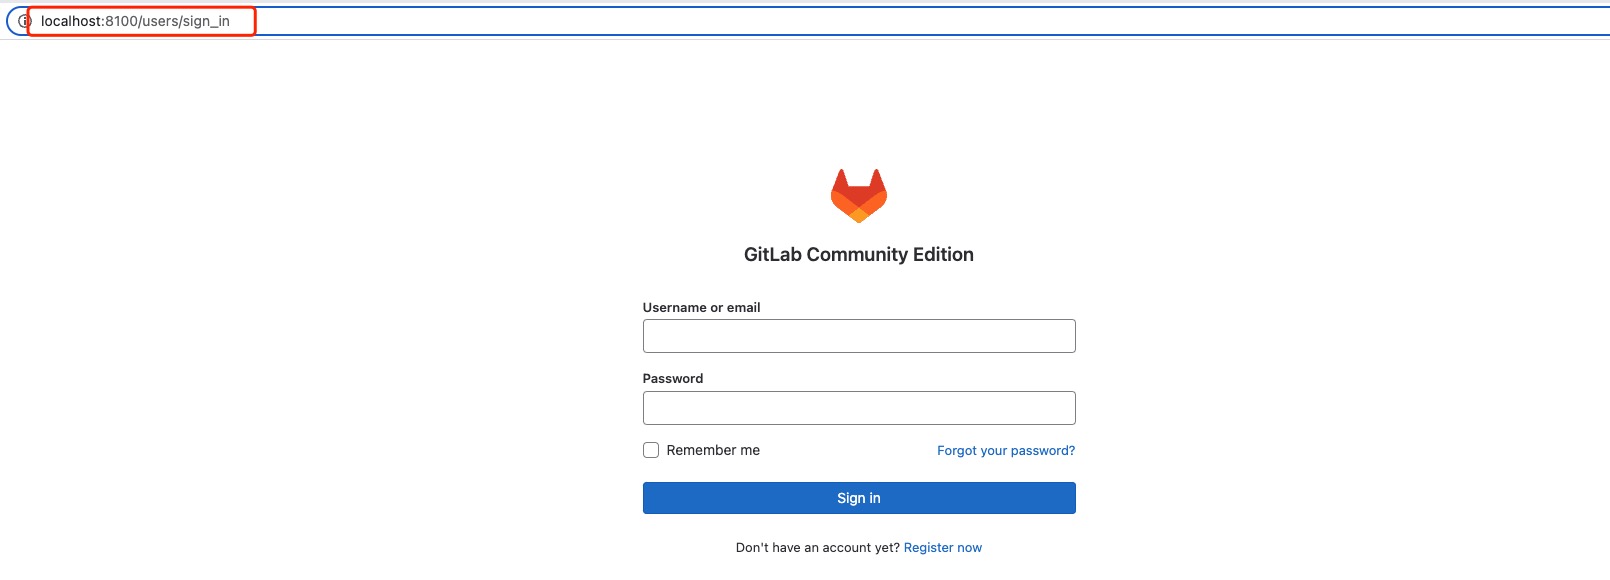 localhost:8100/users/sign_in
GitLab Community Edition
Username or email
Password
Remember me
Forgot your password?
Sign in
Don't have an account yet? Register now